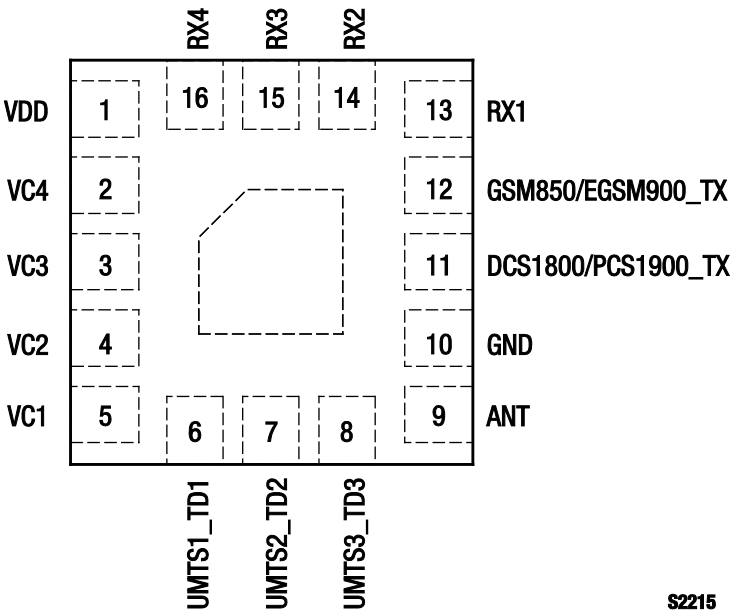 RX4 RX3 RX2
16 15 14
VDD 1 13 RX1
VC4 2 12 GSM850/EGSM900_TX
VC3 3 11 DCS1800/PCS1900_TX
VC2 4 10 GND
VC1 5 9 ANT
6 7 8
UMTS1_TD1 UMTS2_TD2 UMTS3_TD3
S2215